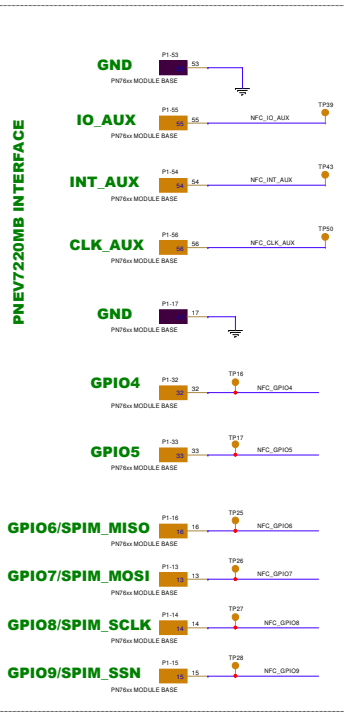 PNEV7220MB INTERFACE
P1-53
GND 53
PN76xx MODULE BASE
P1-55 TP39
IO_AUX 55 55 NFC_IO_AUX
PN76xx MODULE BASE
P1-54 TP43
INT_AUX 54 54 NFC_INT_AUX
PN76xx MODULE BASE
P1-56 TP50
CLK_AUX 56 56 NFC_CLK_AUX
PN76xx MODULE BASE
P1-17
GND 17
PN76xx MODULE BASE
P1-32 TP16
GPIO4 32 32 NFC_GPIO4
PN76xx MODULE BASE
P1-33 TP17
GPIO5 33 33 NFC_GPIO5
PN76xx MODULE BASE
P1-16 TP25
GPIO6/SPIM_MISO 16 16 NFC_GPIO6
PN76xx MODULE BASE
P1-13 TP26
GPIO7/SPIM_MOSI 13 13 NFC_GPIO7
PN76xx MODULE BASE
P1-14 TP27
GPIO8/SPIM_SCLK 14 14 NFC_GPIO8
PN76xx MODULE BASE
P1-15 TP28
GPIO9/SPIM_SSN 15 15 NFC_GPIO9
PN76xx MODULE BASE